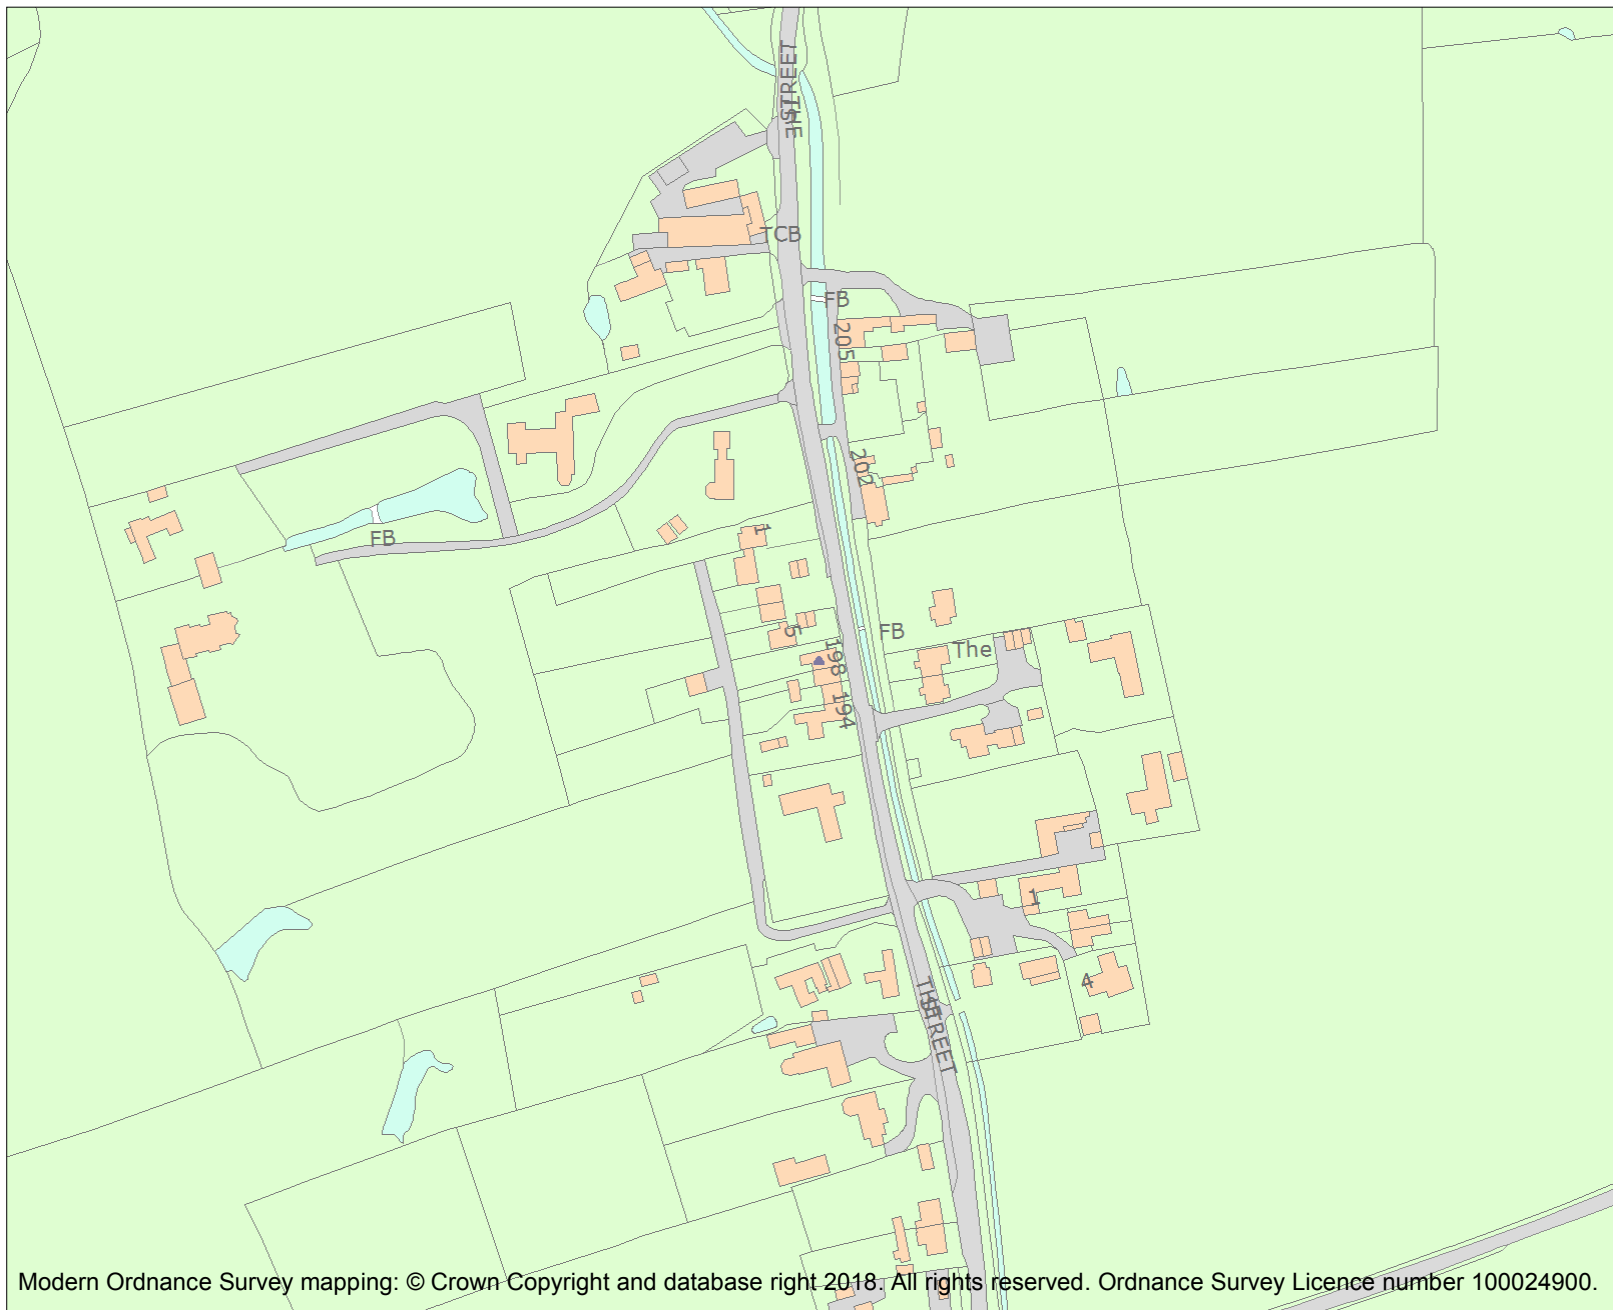 THE
STREET
TCB
FB
205
202
FB
1
FB
5
The
198
194
1
4
THE
STREET
Modern Ordnance Survey mapping: © Crown Copyright and database right 2018. All rights reserved. Ordnance Survey Licence number 100024900.